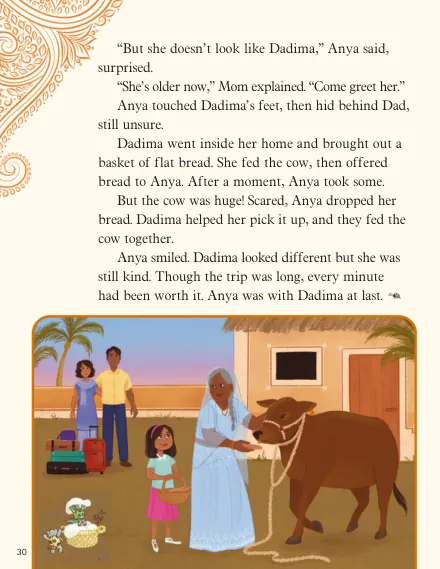 “But she doesn’t look like Dadima,” Anya said,
surprised.
“She’s older now,” Mom explained. “Come greet her.”
Anya touched Dadima’s feet, then hid behind Dad,
still unsure.
Dadima went inside her home and brought out a
basket of flat bread. She fed the cow, then offered
bread to Anya. After a moment, Anya took some.
But the cow was huge! Scared, Anya dropped her
bread. Dadima helped her pick it up, and they fed the
cow together.
Anya smiled. Dadima looked different but she was
still kind. Though the trip was long, every minute
had been worth it. Anya was with Dadima at last.
30